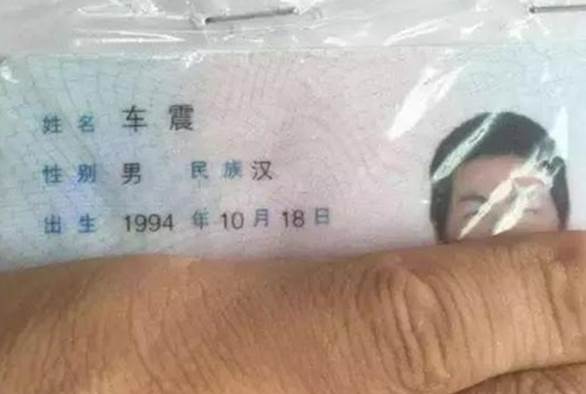 姓名 车震
性别 男 民族 汉
出生 1994 年 10 月 18 日